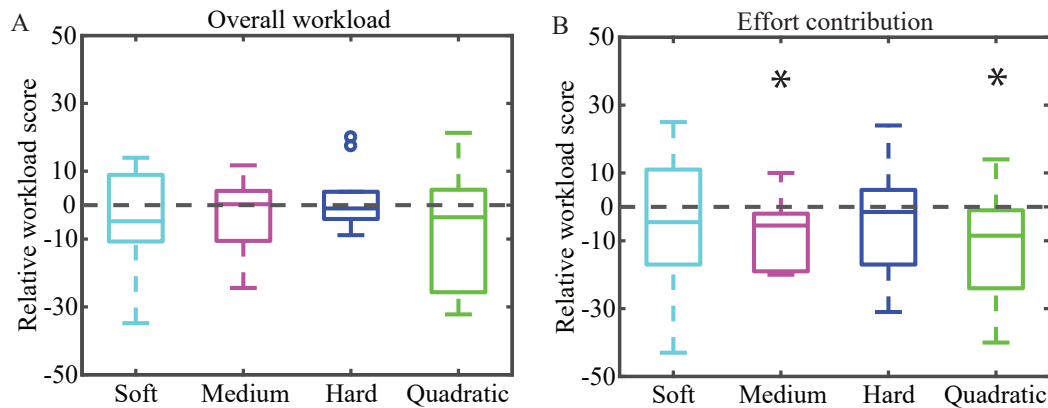 A
Overall workload
Relative workload score
50
30
10
0
-10
-30
-50
Soft
Medium
Hard
Quadratic
B
Effort contribution
Relative workload score
50
30
10
0
-10
-30
-50
*
*
Soft
Medium
Hard
Quadratic